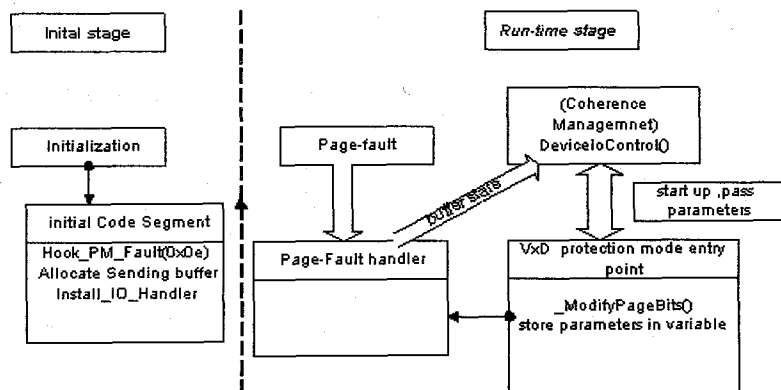 Inital stage
Run-time stage
Initialization
Page-fault
(Coherence
Managemnet)
DeviceIoControl()
buffer state
start up ,pass
parameters
initial Code Segment
Hook_PM_Fault(0x0e)
Allocate Sending buffer
Install_IO_Handler
Page-Fault handler
VxD protection mode entry
point
_ModifyPageBits()
store parameters in variable